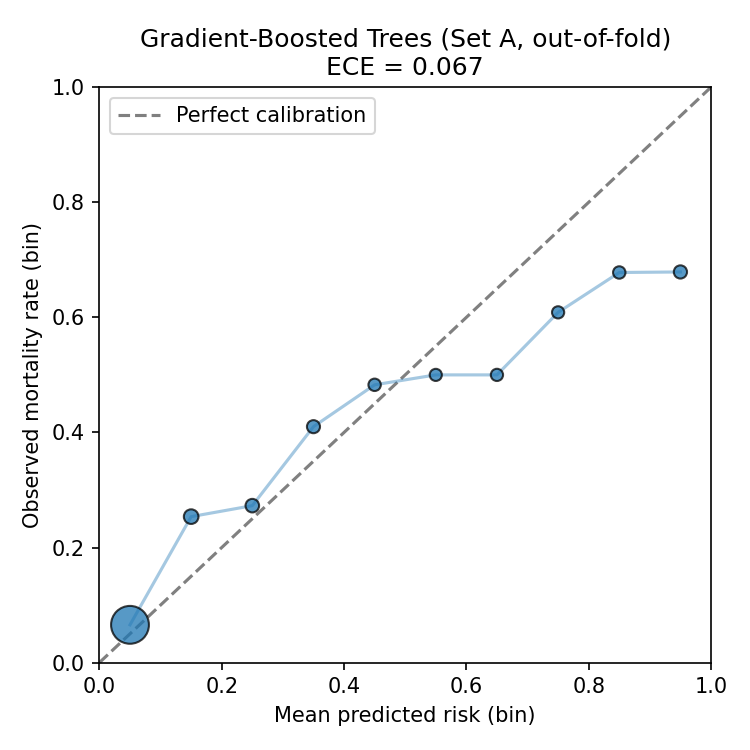 Gradient-Boosted Trees (Set A, out-of-fold)
ECE = 0.067
Perfect calibration
1.0
0.8
0.6
0.4
0.2
0.0
Observed mortality rate (bin)
0.0 0.2 0.4 0.6 0.8 1.0
Mean predicted risk (bin)